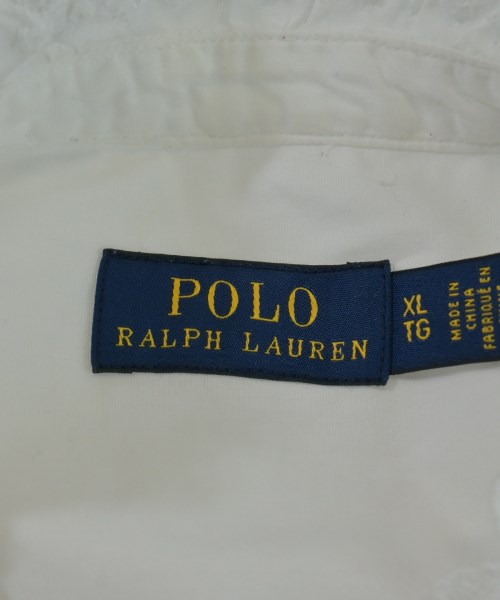 POLO
RALPH LAUREN
XL
TG
MADE IN
CHINA
FABRIQUÉ EN